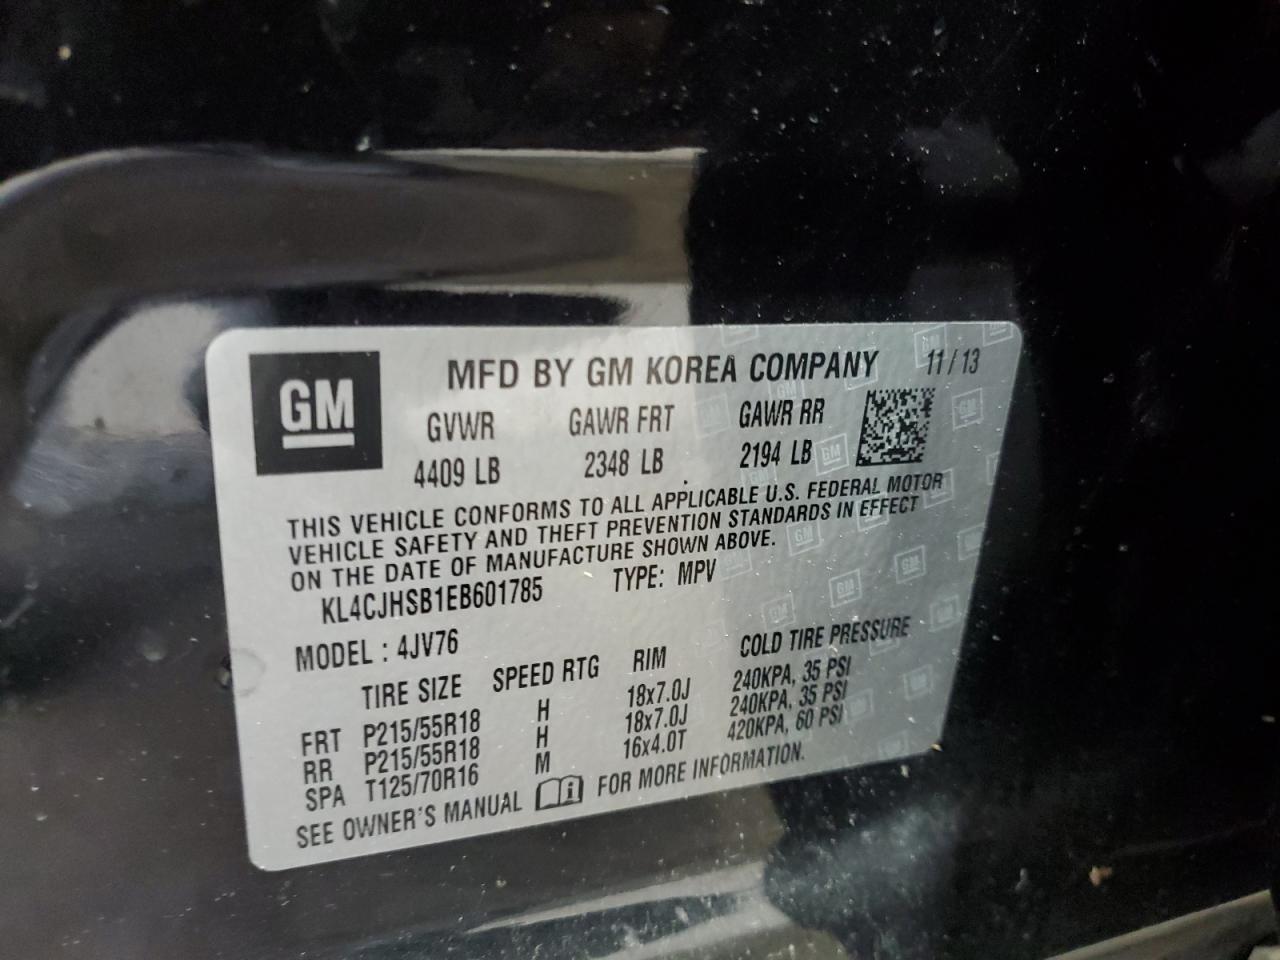 GM
MFD BY GM KOREA COMPANY 11/13
GVWR GAWR FRT GAWR RR
4409 LB 2348 LB 2194 LB
THIS VEHICLE CONFORMS TO ALL APPLICABLE U.S. FEDERAL MOTOR
VEHICLE SAFETY AND THEFT PREVENTION STANDARDS IN EFFECT
ON THE DATE OF MANUFACTURE SHOWN ABOVE.
KL4CJHSB1EB601785 TYPE: MPV
MODEL : 4JV76
TIRE SIZE SPEED RTG RIM COLD TIRE PRESSURE
FRT P215/55R18 H 18x7.0J 240KPA, 35 PSI
RR P215/55R18 H 18x7.0J 240KPA, 35 PSI
SPA T125/70R16 M 16x4.0T 420KPA, 60 PSI
SEE OWNER'S MANUAL FOR MORE INFORMATION.